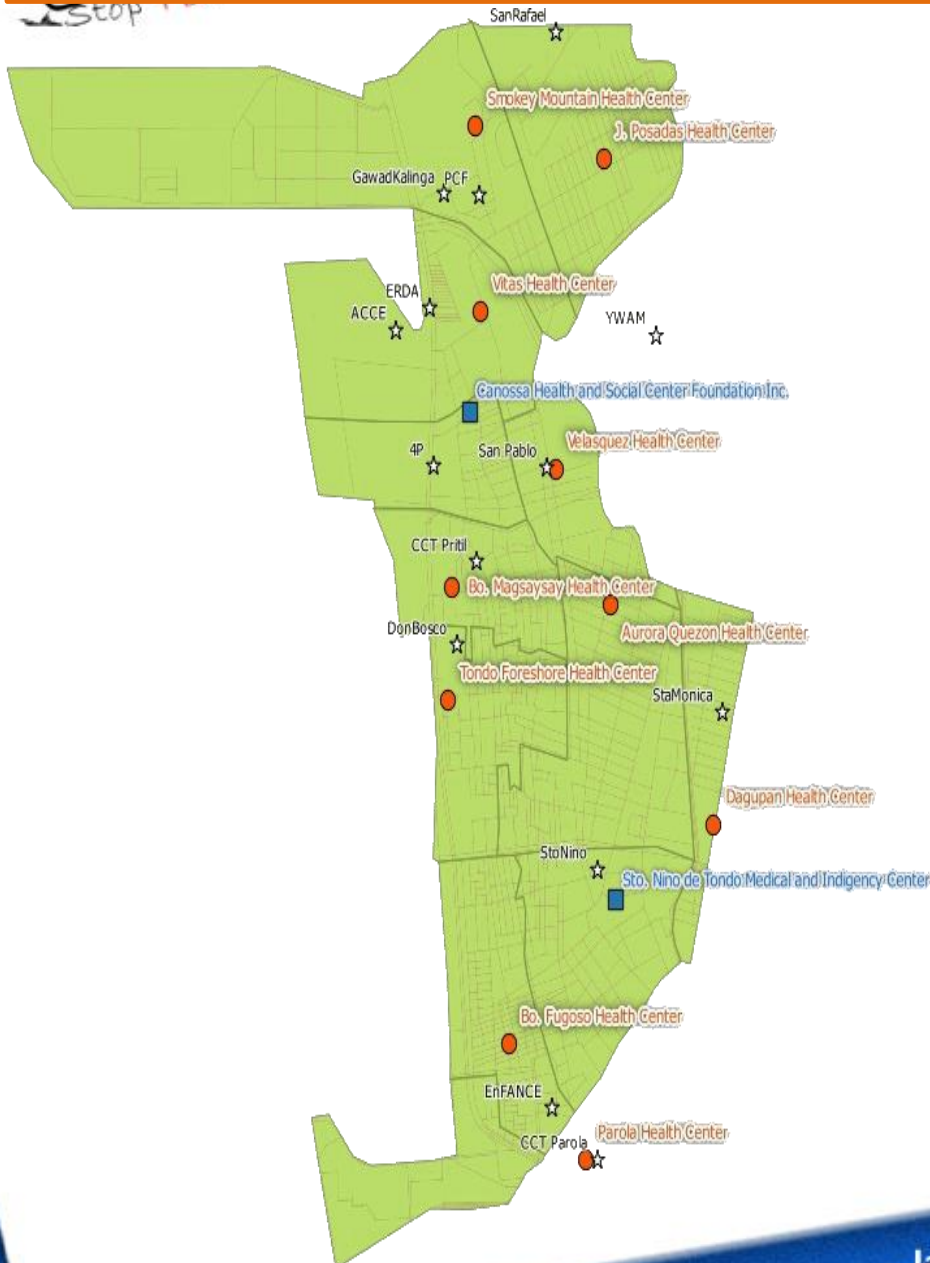 Stop
SanRafael
Smokey Mountain Health Center
J. Posadas Health Center
GawadKalinga PCF
Vitas Health Center
ERDA
ACCE
YWAM
Canossa Health and Social Center Foundation Inc.
Velasquez Health Center
4P
San Pablo
CCT Pritil
Bo. Magsaysay Health Center
Aurora Quezon Health Center
DonBosco
Tondo Foreshore Health Center
StaMonica
Dagupan Health Center
StoNino
Sto. Nino de Tondo Medical and Indigency Center
Bo. Fugoso Health Center
EnFANCE
CCT Parola
Parola Health Center